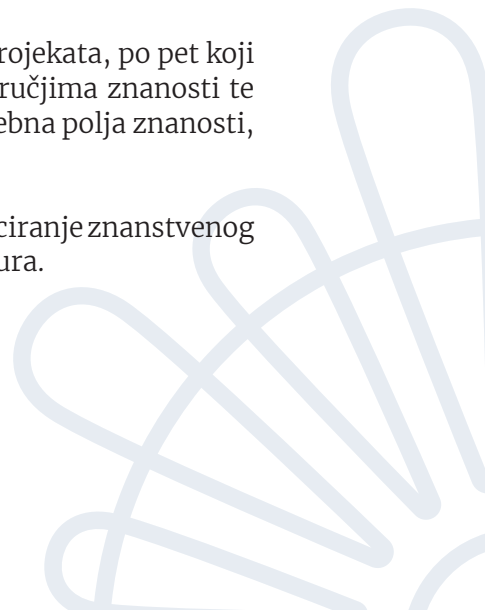 rojekata, po pet koji
ručjima znanosti te
ebna polja znanosti,
ciranje znanstvenog
ura.